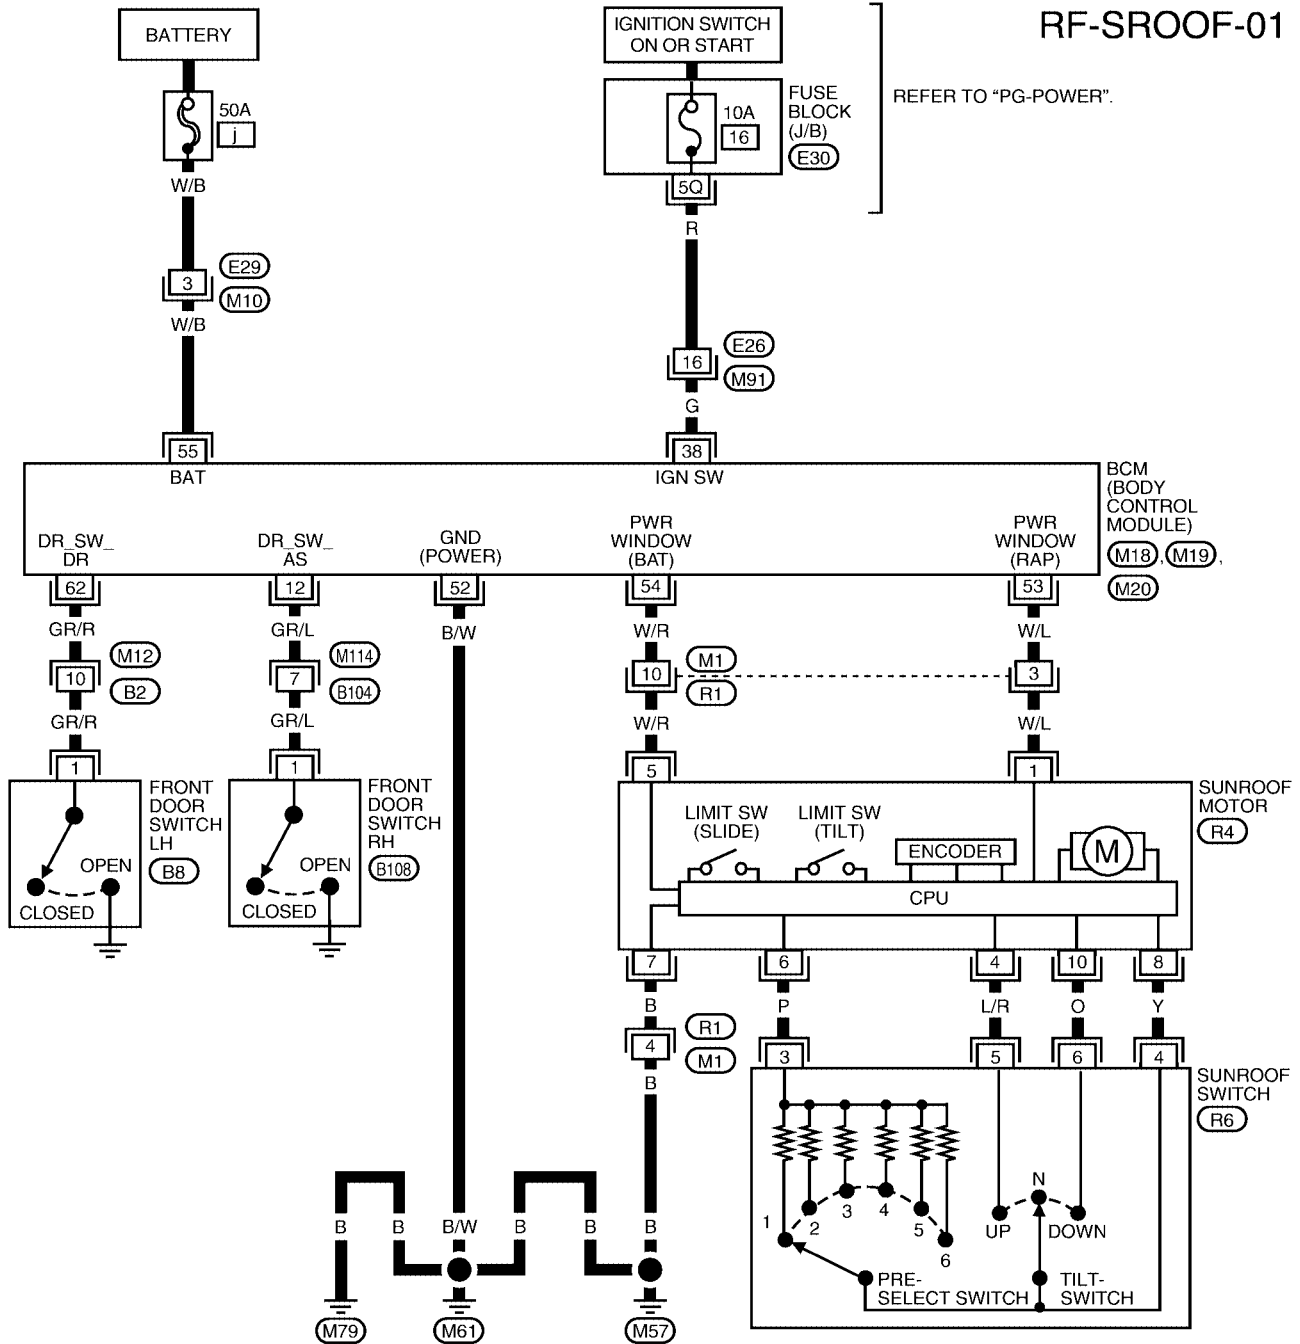 RF-SROOF-01
BATTERY
IGNITION SWITCH
ON OR START
50A
j
10A
16
FUSE
BLOCK
(J/B)
E30
REFER TO “PG-POWER”.
5Q
W/B
R
3
E29
M10
W/B
16
E26
M91
G
55
38
BAT
IGN SW
BCM
(BODY
CONTROL
MODULE)
M18, M19,
M20
DR_SW_
DR
DR_SW_
AS
GND
(POWER)
PWR
WINDOW
(BAT)
PWR
WINDOW
(RAP)
62
12
52
54
53
GR/R
GR/L
B/W
W/R
W/L
10
M12
B2
7
M114
B104
10
M1
R1
3
GR/R
GR/L
W/R
W/L
1
1
5
1
FRONT
DOOR
SWITCH
LH
B8
OPEN
CLOSED
FRONT
DOOR
SWITCH
RH
B108
OPEN
CLOSED
SUNROOF
MOTOR
R4
LIMIT SW
(SLIDE)
LIMIT SW
(TILT)
ENCODER
M
CPU
7
6
4
10
8
B
P
L/R
O
Y
4
R1
M1
3
5
6
4
B
SUNROOF
SWITCH
R6
1
2
3
4
5
6
UP
N
DOWN
PRE-
SELECT SWITCH
TILT-
SWITCH
B
B
B/W
B
B
B
M79
M61
M57